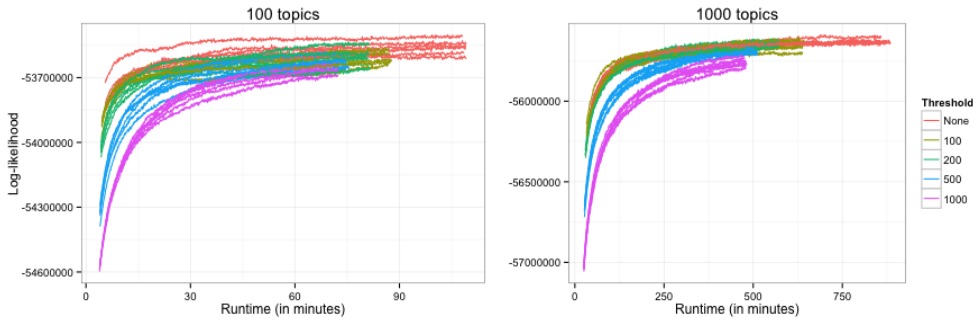 100 topics
1000 topics
Log-likelihood
-53700000
-54000000
-54300000
-54600000
0
30
60
90
Runtime (in minutes)
-56000000
-56500000
-57000000
0
250
500
750
Runtime (in minutes)
Threshold
None
100
200
500
1000